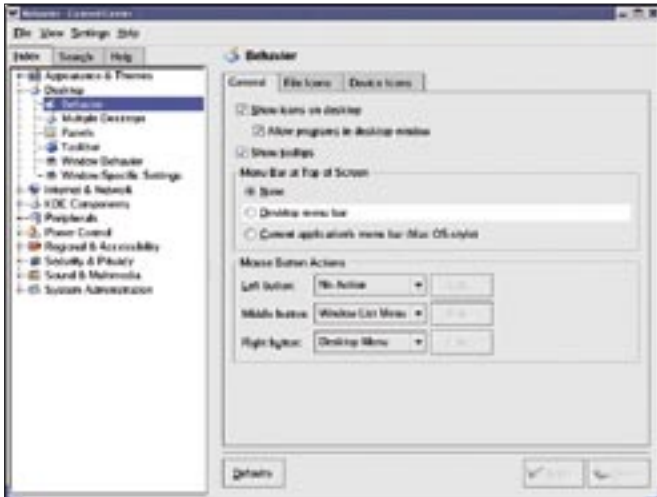 Behavior - Control Center
File View Settings Help
Index Search Help
Appearance & Themes
Desktop
Behavior
Multiple Desktops
Panels
Taskbar
Window Behavior
Window-Specific Settings
Internet & Network
KDE Components
Peripherals
Power Control
Regional & Accessibility
Security & Privacy
Sound & Multimedia
System Administration
Behavior
General File Icons Device Icons
Show icons on desktop
Allow programs in desktop window
Show tooltips
Menu Bar at Top of Screen
None
Desktop menu bar
Current application's menu bar (Mac OS-style)
Mouse Button Actions
Left button: No Action
Middle button: Window List Menu
Right button: Desktop Menu
Defaults